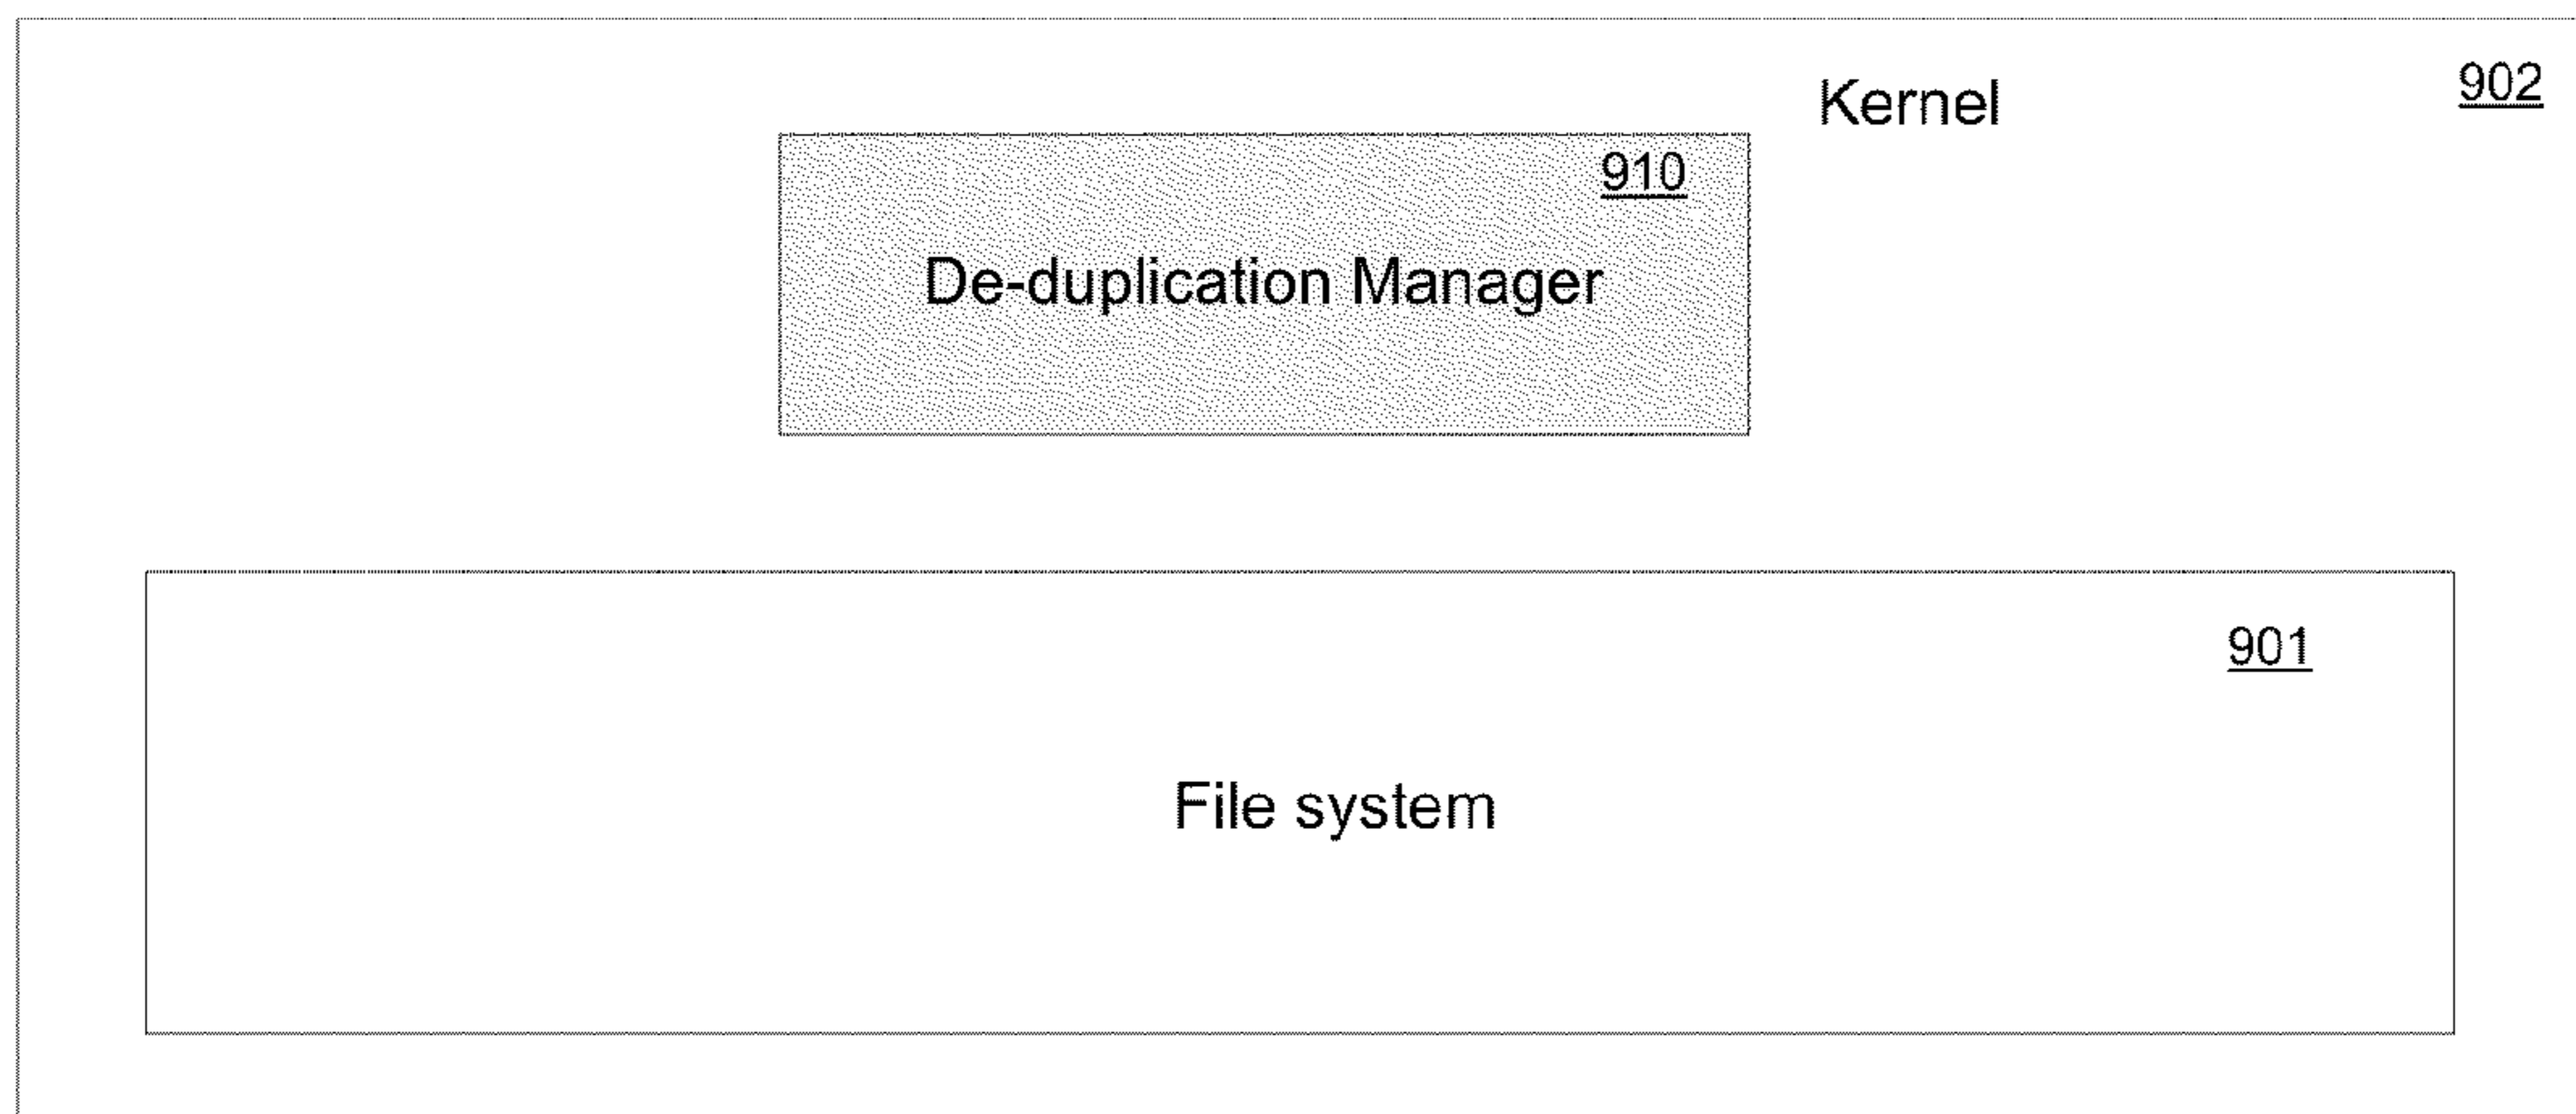 Kernel
902
910
De-duplication Manager
901
File system